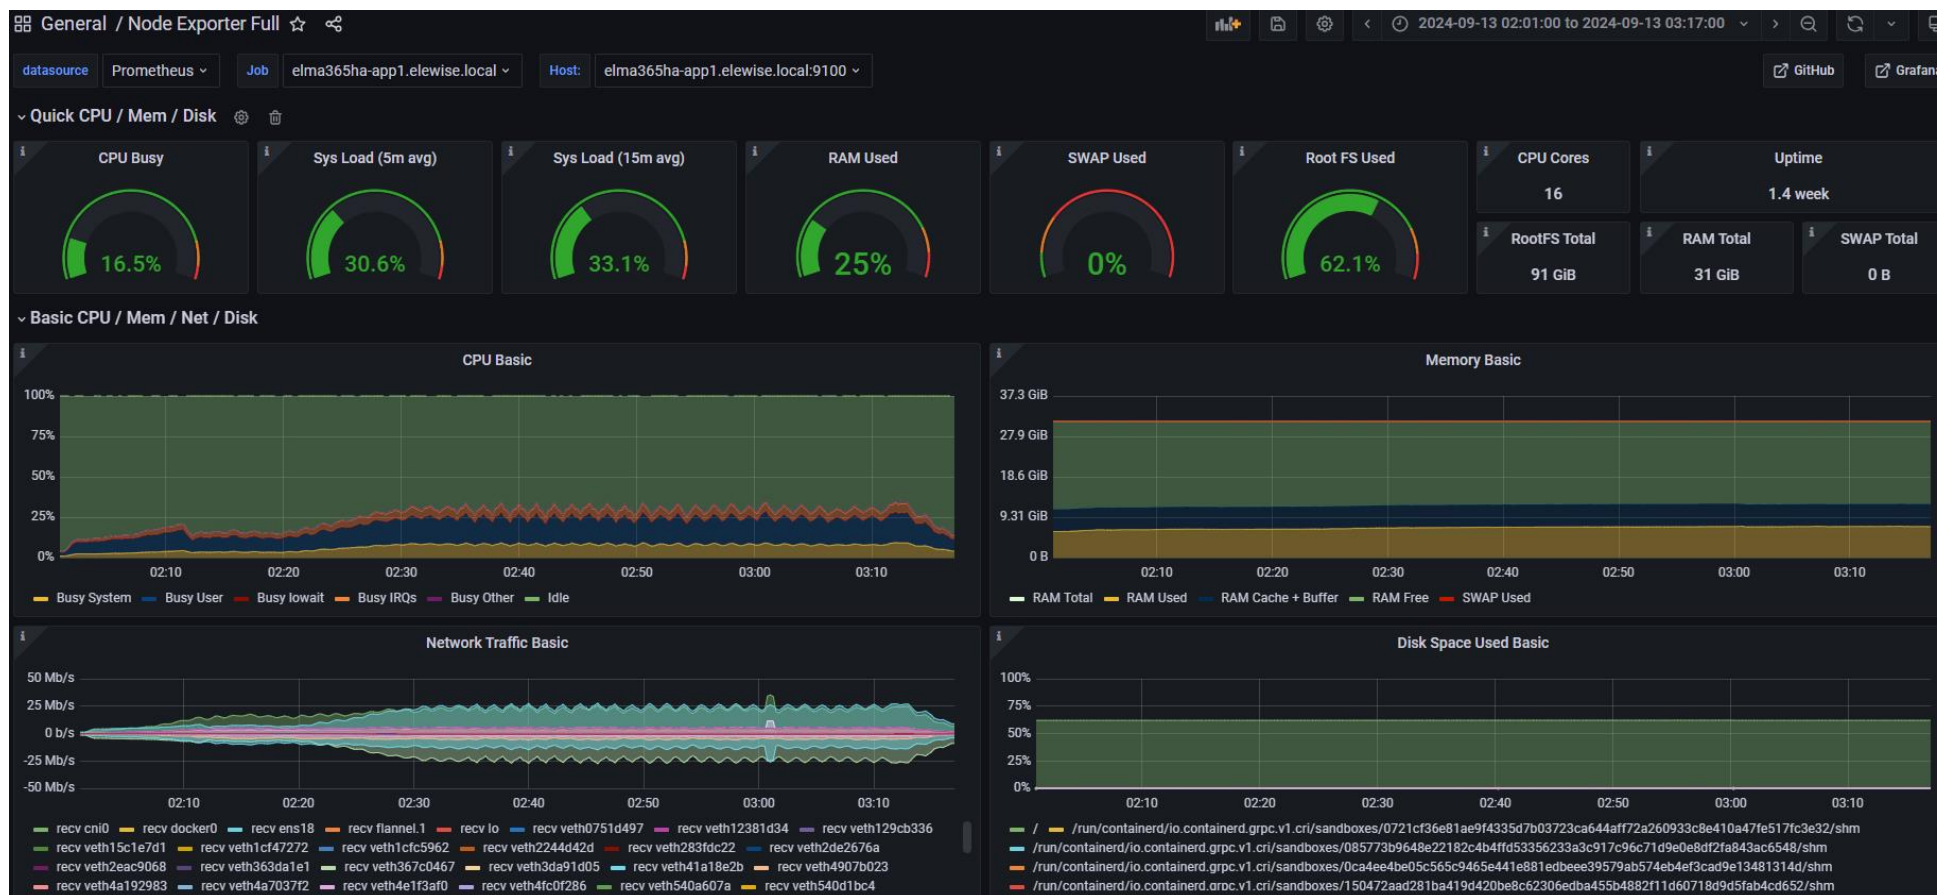 General / Node Exporter Full
2024-09-13 02:01:00 to 2024-09-13 03:17:00
datasource Prometheus Job elma365ha-app1.elewise.local Host: elma365ha-app1.elewise.local:9100 GitHub Grafana
Quick CPU / Mem / Disk
CPU Busy
16.5%
Sys Load (5m avg)
30.6%
Sys Load (15m avg)
33.1%
RAM Used
25%
SWAP Used
0%
Root FS Used
62.1%
CPU Cores
16
Uptime
1.4 week
RootFS Total
91 GiB
RAM Total
31 GiB
SWAP Total
0 B
Basic CPU / Mem / Net / Disk
CPU Basic
100%
75%
50%
25%
0%
02:10 02:20 02:30 02:40 02:50 03:00 03:10
Busy System Busy User Busy Iowait Busy IRQs Busy Other Idle
Memory Basic
37.3 GiB
27.9 GiB
18.6 GiB
9.31 GiB
0 B
02:10 02:20 02:30 02:40 02:50 03:00 03:10
RAM Total RAM Used RAM Cache + Buffer RAM Free SWAP Used
Network Traffic Basic
50 Mb/s
25 Mb/s
0 b/s
-25 Mb/s
-50 Mb/s
02:10 02:20 02:30 02:40 02:50 03:00 03:10
recv cni0 recv docker0 recv ens18 recv flannel.1 recv lo recv veth0751d497 recv veth12381d34 recv veth129cb336
recv veth15c1e7d1 recv veth1cf47272 recv veth1cfc5962 recv veth2244d42d recv veth283fdc22 recv veth2de2676a
recv veth2eac9068 recv veth363da1e1 recv veth367c0467 recv veth3da91d05 recv veth41a18e2b recv veth4907b023
recv veth4a192983 recv veth4a7037f2 recv veth4e1f3af0 recv veth4fc0f286 recv veth540a607a recv veth540d1bc4
Disk Space Used Basic
100%
75%
50%
25%
0%
02:10 02:20 02:30 02:40 02:50 03:00 03:10
/ /run/containerd/io.containerd.grpc.v1.cri/sandboxes/0721cf36e81ae9f4335d7b03723ca644aff72a260933c8e410a47fe517fc3e32/shm
/run/containerd/io.containerd.grpc.v1.cri/sandboxes/085773b9648e22182c4b4ffd53356233a3c917c96c71d9e0e8df2fa843ac6548/shm
/run/containerd/io.containerd.grpc.v1.cri/sandboxes/0ca4ee4be05c565c9465e441e881edbeee39579ab574eb4ef3cad9e13481314d/shm
/run/containerd/io.containerd.grpc.v1.cri/sandboxes/150472aad281ba419d420be8c62306edba455b4882f11d60718d9d5fab4cd652/shm